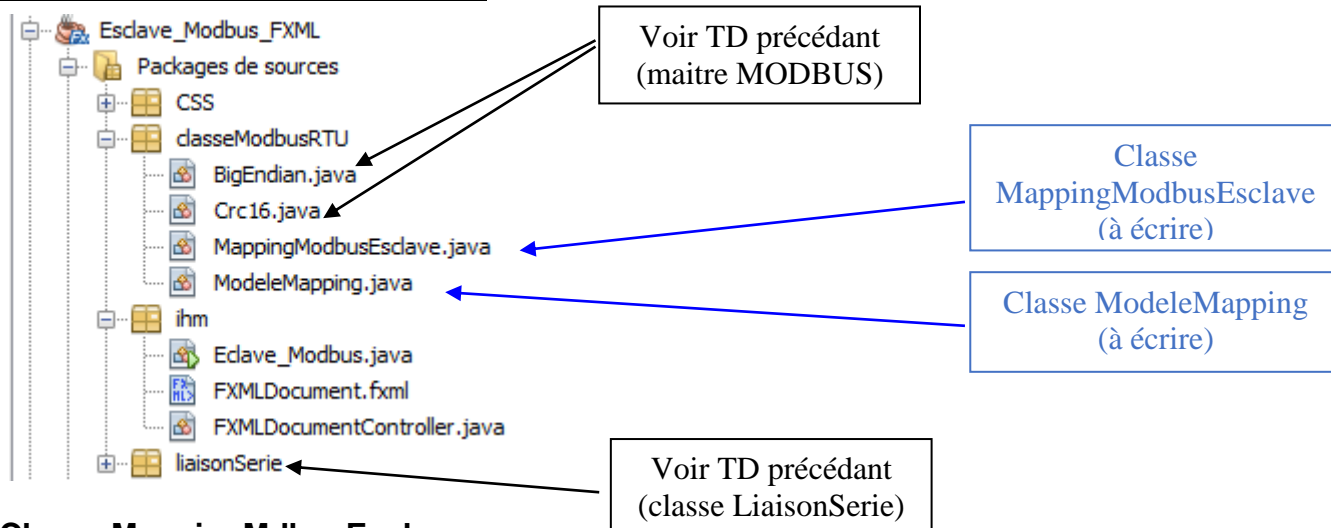 Esclave_Modbus_FXML
Packages de sources
CSS
classeModbusRTU
BigEndian.java
Crc16.java
MappingModbusEsclave.java
ModeleMapping.java
ihm
Eclave_Modbus.java
FXMLDocument.fxml
FXMLDocumentController.java
liaisonSerie
Voir TD précédant
(maitre MODBUS)
Classe
MappingModbusEsclave
(à écrire)
Classe ModeleMapping
(à écrire)
Voir TD précédant
(classe LiaisonSerie)